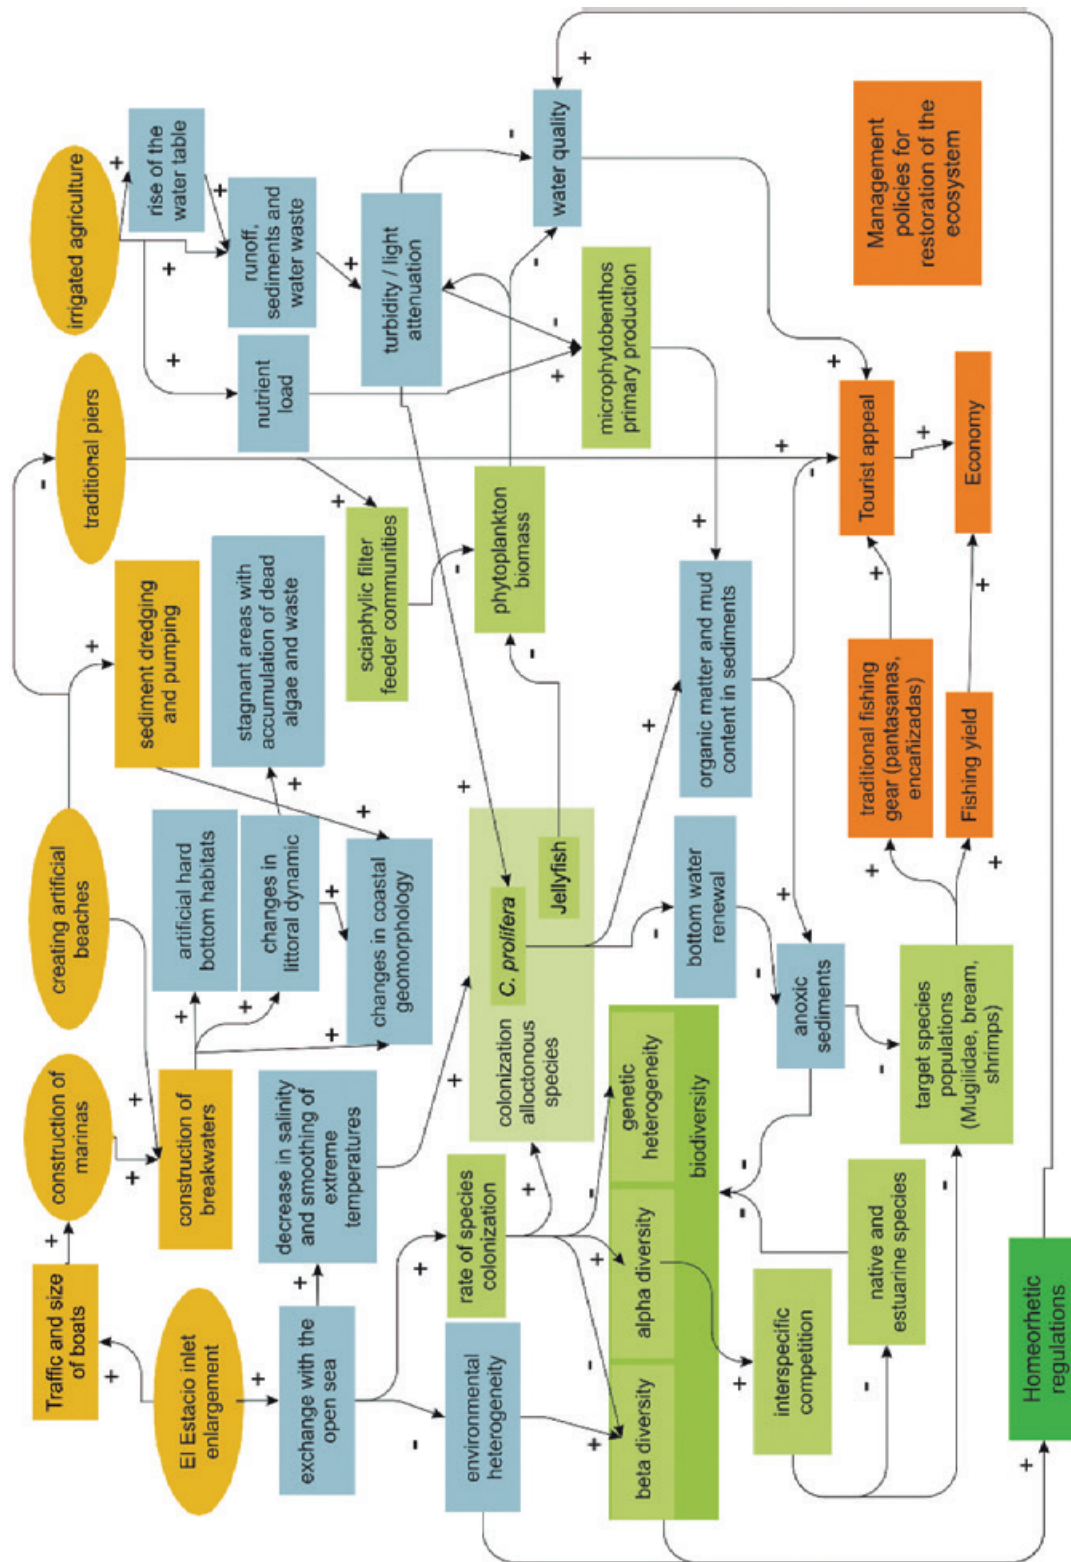 El Estacio inlet
enlargement
Traffic and size
of boats
construction of
marinas
creating artificial
beaches
traditional piers
irrigated agriculture
exchange with the
open sea
construction of
breakwaters
decrease in salinity
and smoothing of
extreme
temperatures
artificial hard
bottom habitats
changes in
littoral dynamic
changes in coastal
geomorphology
sediment dredging
and pumping
stagnant areas with
accumulation of dead
algae and waste
sciaphylic filter
feeder communities
nutrient
load
rise of the
water table
runoff,
sediments and
water waste
turbidity / light
attenuation
environmental
heterogeneity
rate of species
colonization
colonization
alloctonous
species
C. prolifera
Jellyfish
phytoplankton
biomass
microphytobenthos
primary production
water quality
beta diversity
alpha diversity
genetic
heterogeneity
biodiversity
bottom water
renewal
organic matter and mud
content in sediments
interspecific
competition
anoxic
sediments
native and
estuarine species
target species
populations
(Mugilidae, bream,
shrimps)
traditional fishing
gear (pantasanas,
encañizadas)
Fishing yield
Tourist appeal
Economy
Management
policies for
restoration of the
ecosystem
Homeorhetic
regulations